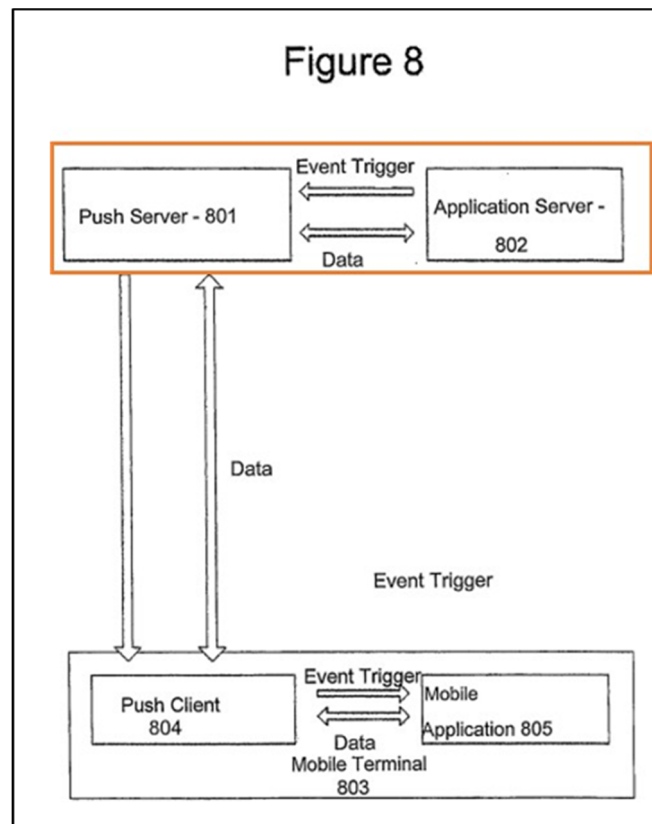 Figure 8
Event Trigger
Push Server - 801
Application Server -
802
Data
Data
Event Trigger
Event Trigger
Push Client
804
Mobile
Application 805
Data
Mobile Terminal
803